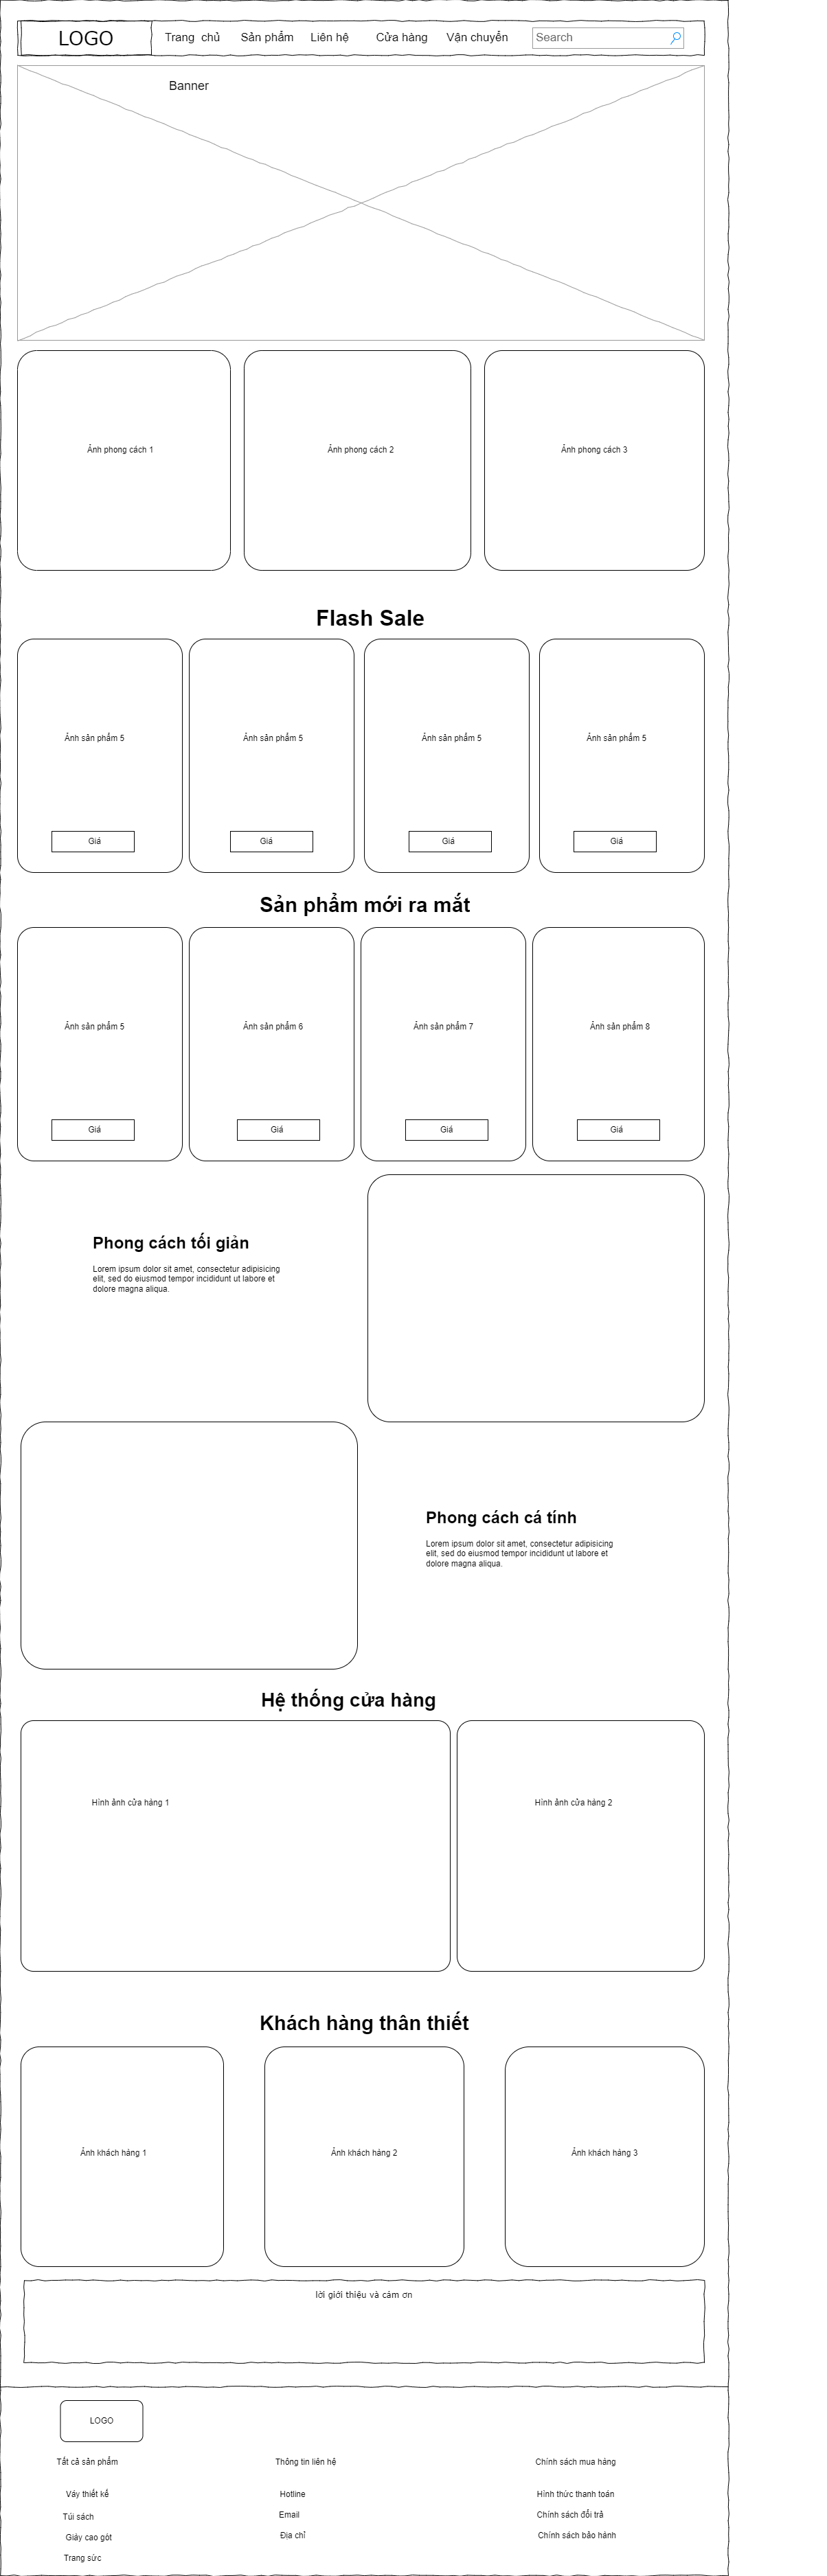 LOGO
Trang chủ
Sản phẩm
Liên hệ
Cửa hàng
Vận chuyển
Search
Banner
Ảnh phong cách 1
Ảnh phong cách 2
Ảnh phong cách 3
Flash Sale
Ảnh sản phẩm 5
Ảnh sản phẩm 5
Ảnh sản phẩm 5
Ảnh sản phẩm 5
Giá
Giá
Giá
Giá
Sản phẩm mới ra mắt
Ảnh sản phẩm 5
Ảnh sản phẩm 6
Ảnh sản phẩm 7
Ảnh sản phẩm 8
Giá
Giá
Giá
Giá
Phong cách tối giản
Lorem ipsum dolor sit amet, consectetur adipisicing
elit, sed do eiusmod tempor incididunt ut labore et
dolore magna aliqua.
Phong cách cá tính
Lorem ipsum dolor sit amet, consectetur adipisicing
elit, sed do eiusmod tempor incididunt ut labore et
dolore magna aliqua.
Hệ thống cửa hàng
Hình ảnh cửa hàng 1
Hình ảnh cửa hàng 2
Khách hàng thân thiết
Ảnh khách hàng 1
Ảnh khách hàng 2
Ảnh khách hàng 3
lời giới thiệu và cảm ơn
LOGO
Tất cả sản phẩm
Váy thiết kế
Túi sách
Giày cao gót
Trang sức
Thông tin liên hệ
Hotline
Email
Địa chỉ
Chính sách mua hàng
Hình thức thanh toán
Chính sách đổi trả
Chính sách bảo hành